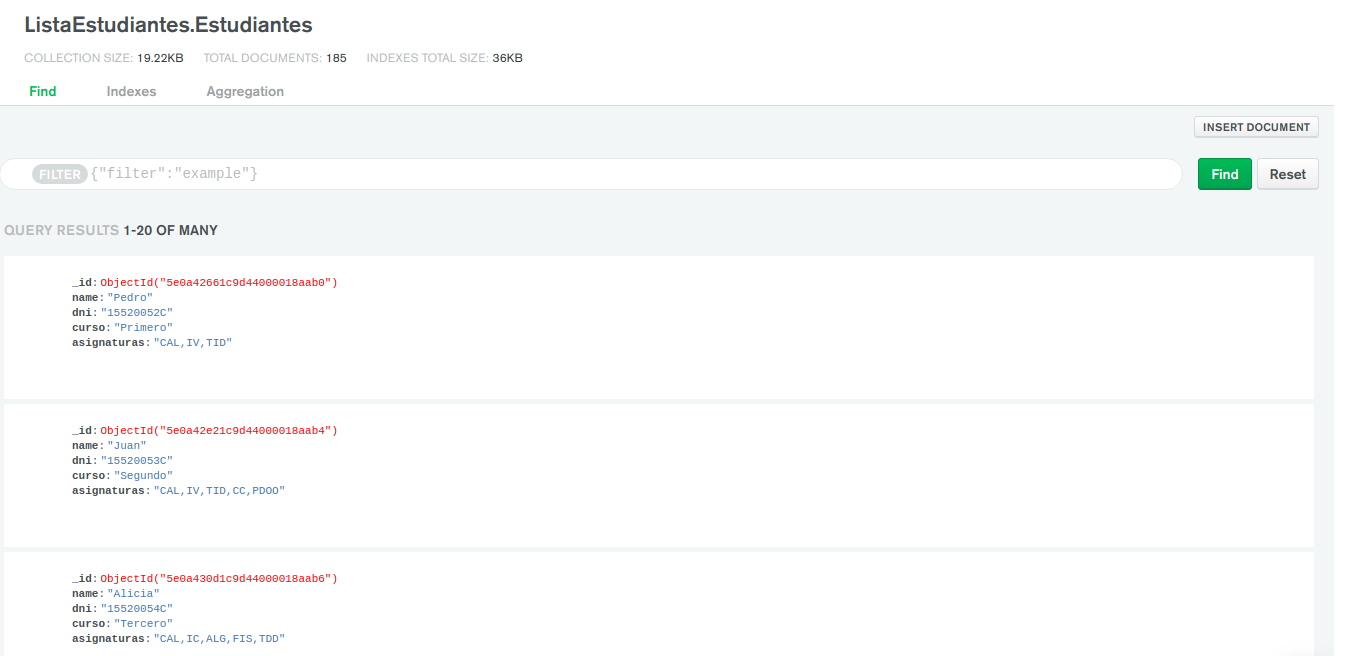 ListaEstudiantes.Estudiantes
COLLECTION SIZE: 19.22KB TOTAL DOCUMENTS: 185 INDEXES TOTAL SIZE: 36KB
Find Indexes Aggregation
INSERT DOCUMENT
FILTER {"filter":"example"} Find Reset
QUERY RESULTS 1-20 OF MANY
_id: ObjectId("5e0a42661c9d44000018aab0")
name: "Pedro"
dni: "15520052C"
curso: "Primero"
asignaturas: "CAL,IV,TID"
_id: ObjectId("5e0a42e21c9d44000018aab4")
name: "Juan"
dni: "15520053C"
curso: "Segundo"
asignaturas: "CAL,IV,TID,CC,PDOO"
_id: ObjectId("5e0a430d1c9d44000018aab6")
name: "Alicia"
dni: "15520054C"
curso: "Tercero"
asignaturas: "CAL,IC,ALG,FIS,TDD"